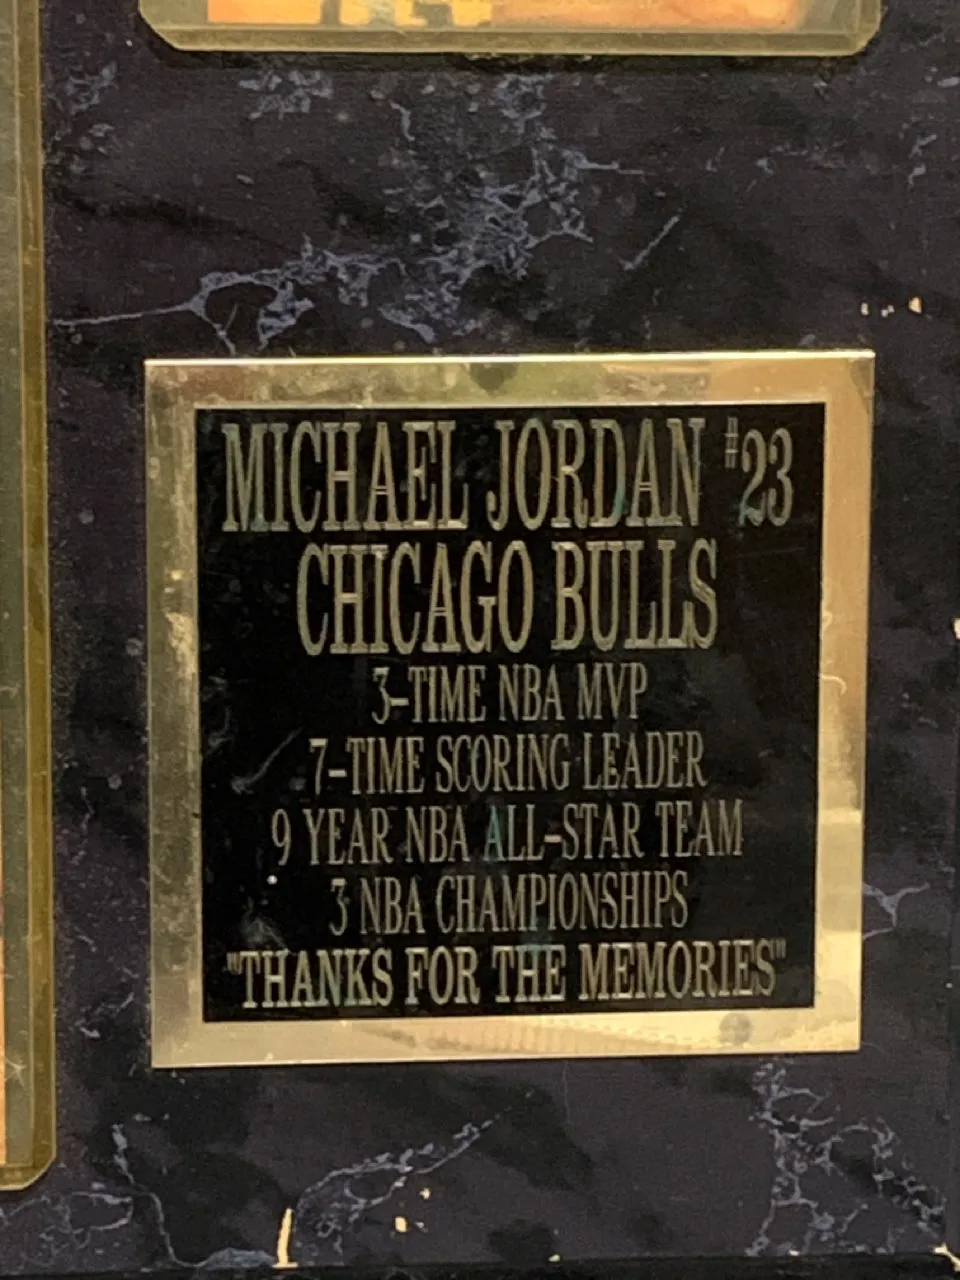 MICHAEL JORDAN #23
CHICAGO BULLS
3-TIME NBA MVP
7-TIME SCORING LEADER
9 YEAR NBA ALL-STAR TEAM
3 NBA CHAMPIONSHIPS
"THANKS FOR THE MEMORIES"